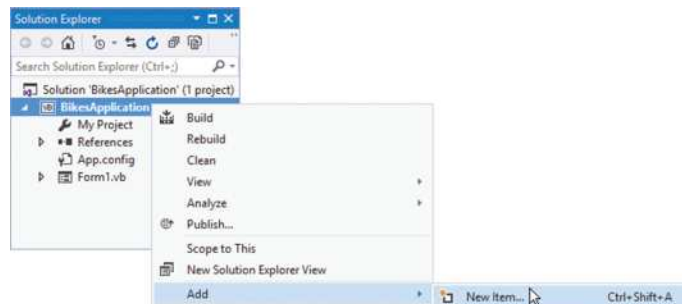 Solution Explorer
Search Solution Explorer (Ctrl+;)
Solution 'BikesApplication' (1 project)
BikesApplication
My Project
References
App.config
Form1.vb
Build
Rebuild
Clean
View
Analyze
Publish...
Scope to This
New Solution Explorer View
Add
New Item... Ctrl+Shift+A